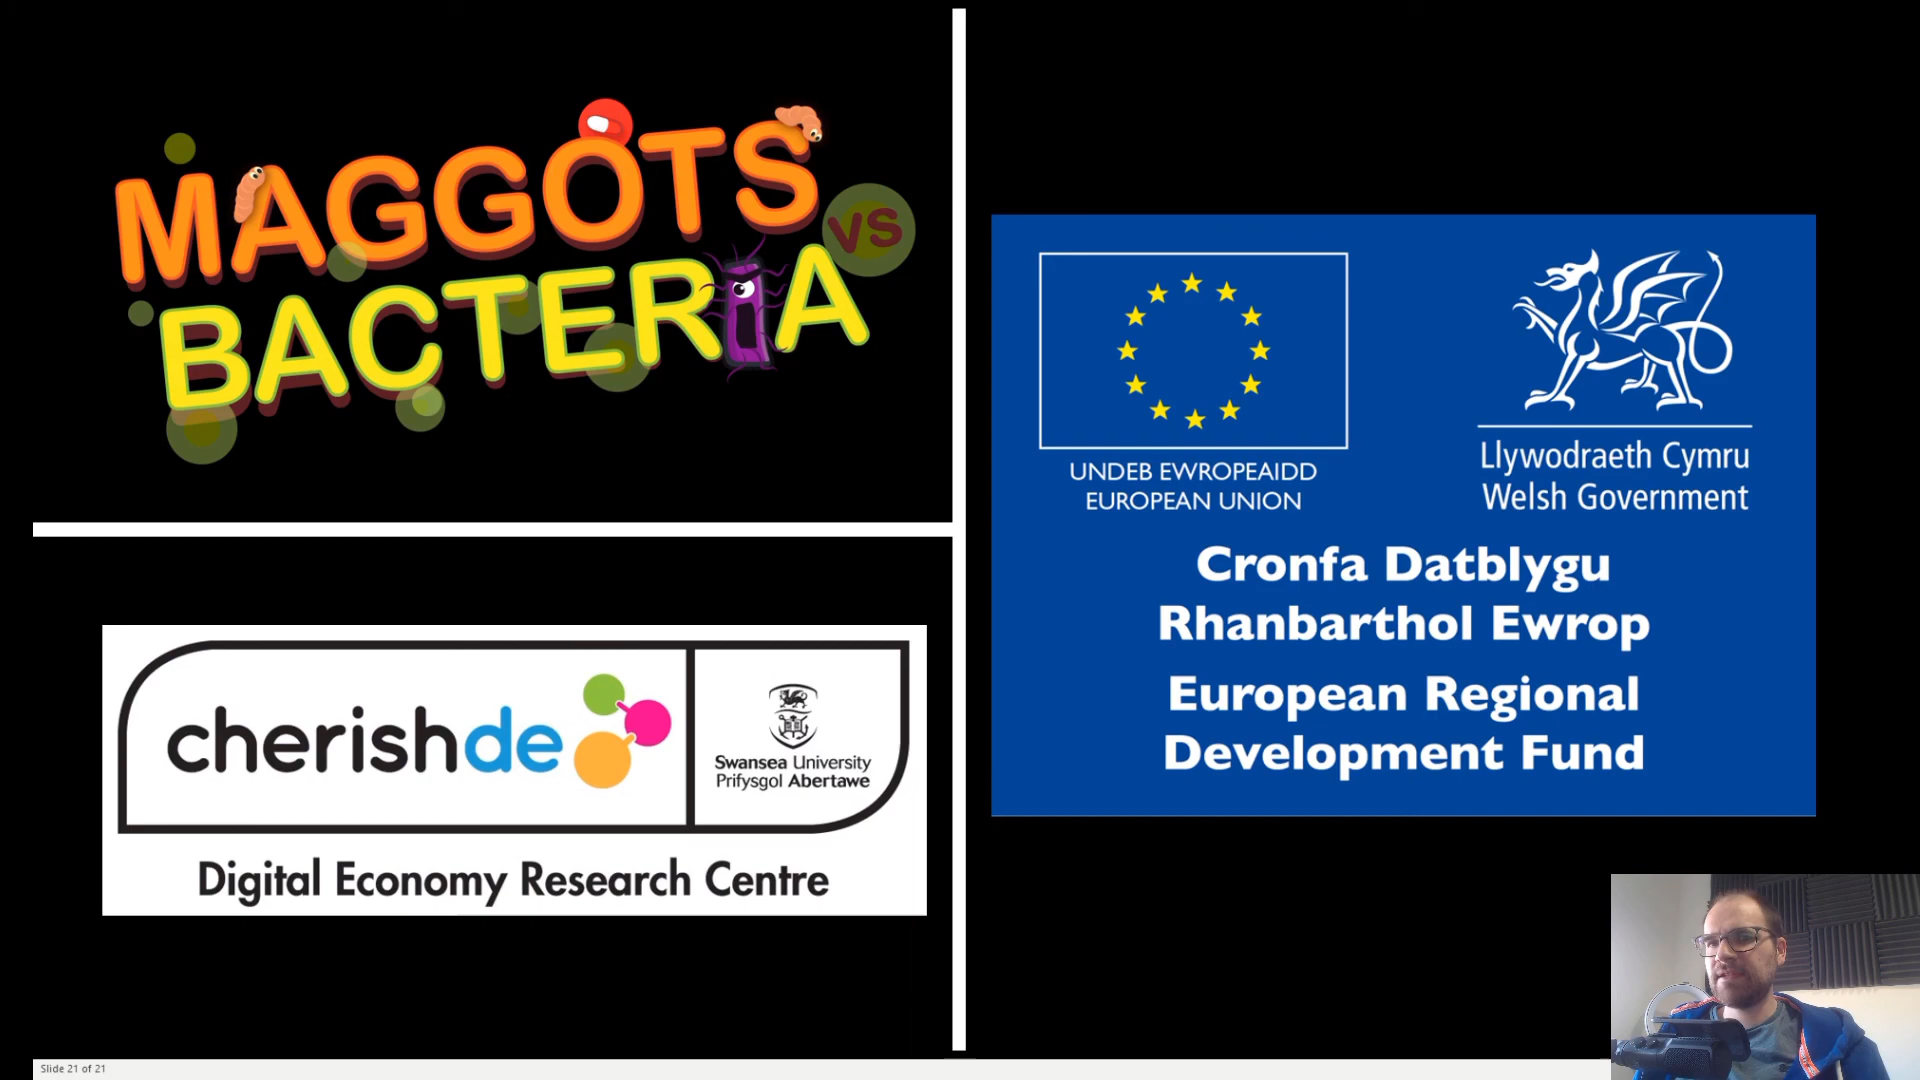 MAGGOTS
VS
BACTERIA
cherishde
Swansea University
Prifysgol Abertawe
Digital Economy Research Centre
UNDEB EWROPEAIDD
EUROPEAN UNION
Llywodraeth Cymru
Welsh Government
Cronfa Datblygu
Rhanbarthol Ewrop
European Regional
Development Fund
Slide 21 of 21